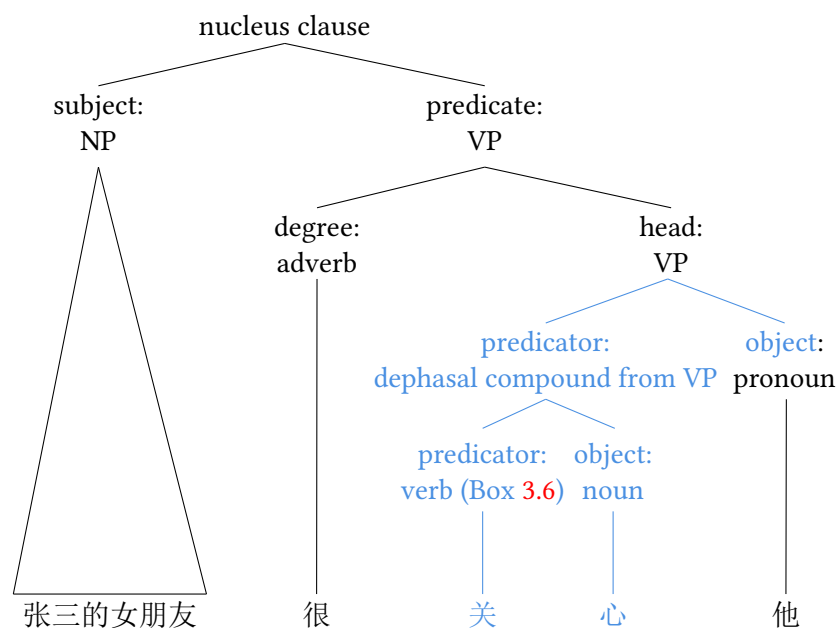 nucleus clause
subject: predicate:
NP VP
degree: head:
adverb VP
predicator: object:
dephasal compound from VP pronoun
predicator: object:
verb (Box 3.6) noun
张三的女朋友 很 关 心 他